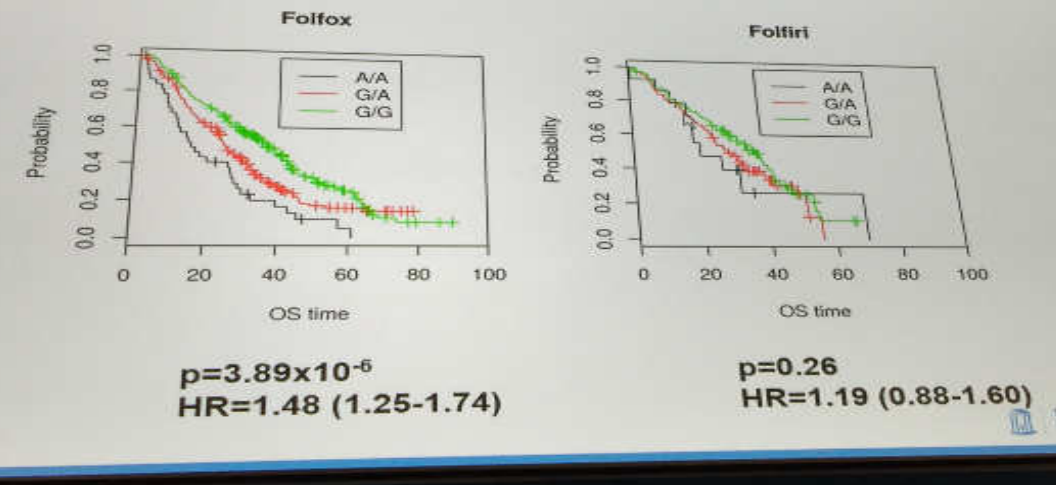 Folfox
Probability
1.0
0.8
0.6
0.4
0.2
0.0
A/A
G/A
G/G
0 20 40 60 80 100
OS time
p=3.89x10-6
HR=1.48 (1.25-1.74)
Folfiri
Probability
1.0
0.8
0.6
0.4
0.2
0.0
A/A
G/A
G/G
0 20 40 60 80 100
OS time
p=0.26
HR=1.19 (0.88-1.60)